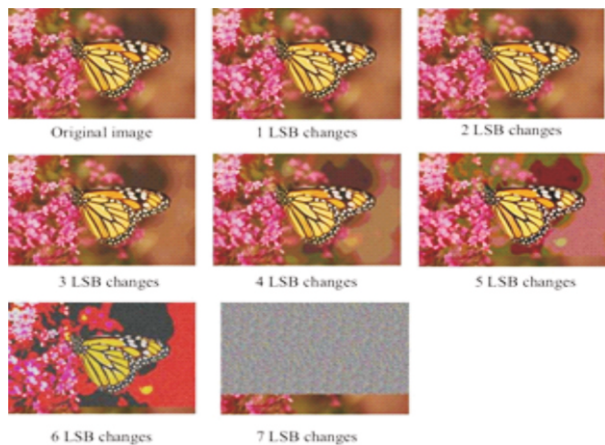 Original image
1 LSB changes
2 LSB changes
3 LSB changes
4 LSB changes
5 LSB changes
6 LSB changes
7 LSB changes